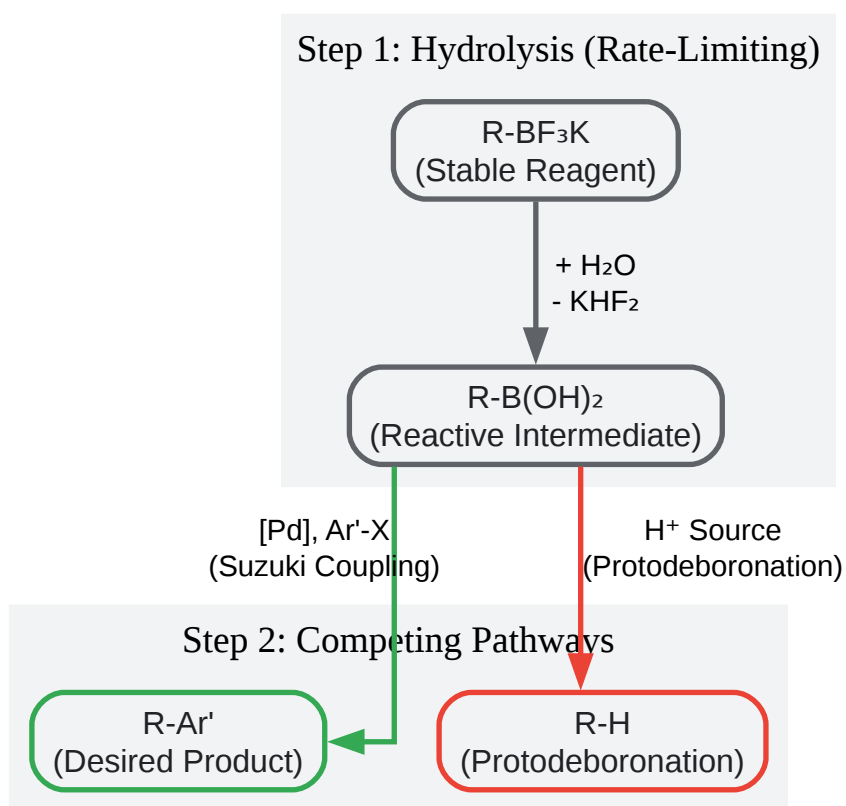 Step 1: Hydrolysis (Rate-Limiting)
R-BF₃K
(Stable Reagent)
+ H₂O
- KHF₂
R-B(OH)₂
(Reactive Intermediate)
[Pd], Ar'-X
(Suzuki Coupling)
H⁺ Source
(Protodeboronation)
Step 2: Competing Pathways
R-Ar'
(Desired Product)
R-H
(Protodeboronation)